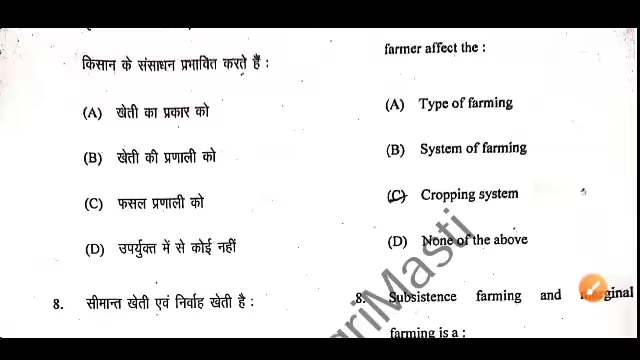 किसान के संसाधन प्रभावित करते हैं :
(A) खेती का प्रकार को
(B) खेती की प्रणाली को
(C) फसल प्रणाली को
(D) उपर्युक्त में से कोई नहीं
8. सीमान्त खेती एवं निर्वाह खेती है :
farmer affect the :
(A) Type of farming
(B) System of farming
(C) Cropping system
(D) None of the above
8. Subsistence farming and
farming is a :